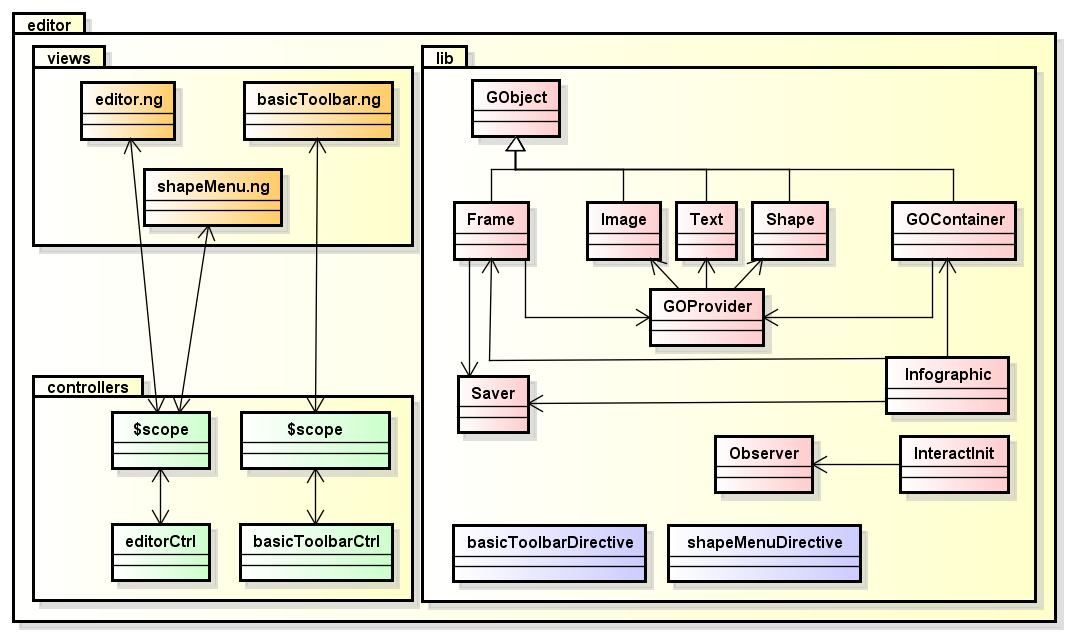 editor
views
lib
editor.ng
basicToolbar.ng
shapeMenu.ng
GObject
Frame
Image
Text
Shape
GOContainer
GOProvider
Infographic
Saver
Observer
InteractInit
basicToolbarDirective
shapeMenuDirective
controllers
$scope
$scope
editorCtrl
basicToolbarCtrl